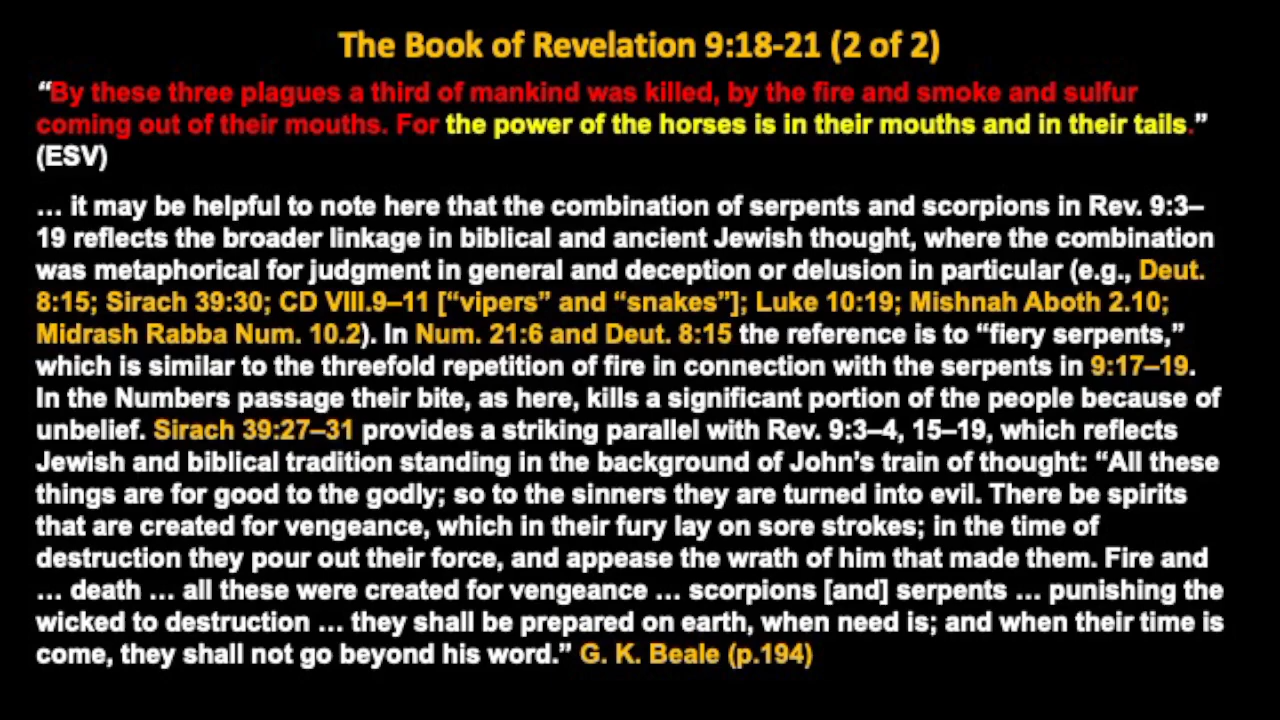 The Book of Revelation 9:18-21 (2 of 2)
“By these three plagues a third of mankind was killed, by the fire and smoke and sulfur
coming out of their mouths. For the power of the horses is in their mouths and in their tails.”
(ESV)
… it may be helpful to note here that the combination of serpents and scorpions in Rev. 9:3–
19 reflects the broader linkage in biblical and ancient Jewish thought, where the combination
was metaphorical for judgment in general and deception or delusion in particular (e.g., Deut.
8:15; Sirach 39:30; CD VIII.9–11 [“vipers” and “snakes”]; Luke 10:19; Mishnah Aboth 2.10;
Midrash Rabba Num. 10.2). In Num. 21:6 and Deut. 8:15 the reference is to “fiery serpents,”
which is similar to the threefold repetition of fire in connection with the serpents in 9:17–19.
In the Numbers passage their bite, as here, kills a significant portion of the people because of
unbelief. Sirach 39:27–31 provides a striking parallel with Rev. 9:3–4, 15–19, which reflects
Jewish and biblical tradition standing in the background of John’s train of thought: “All these
things are for good to the godly; so to the sinners they are turned into evil. There be spirits
that are created for vengeance, which in their fury lay on sore strokes; in the time of
destruction they pour out their force, and appease the wrath of him that made them. Fire and
… death … all these were created for vengeance … scorpions [and] serpents … punishing the
wicked to destruction … they shall be prepared on earth, when need is; and when their time is
come, they shall not go beyond his word.” G. K. Beale (p.194)